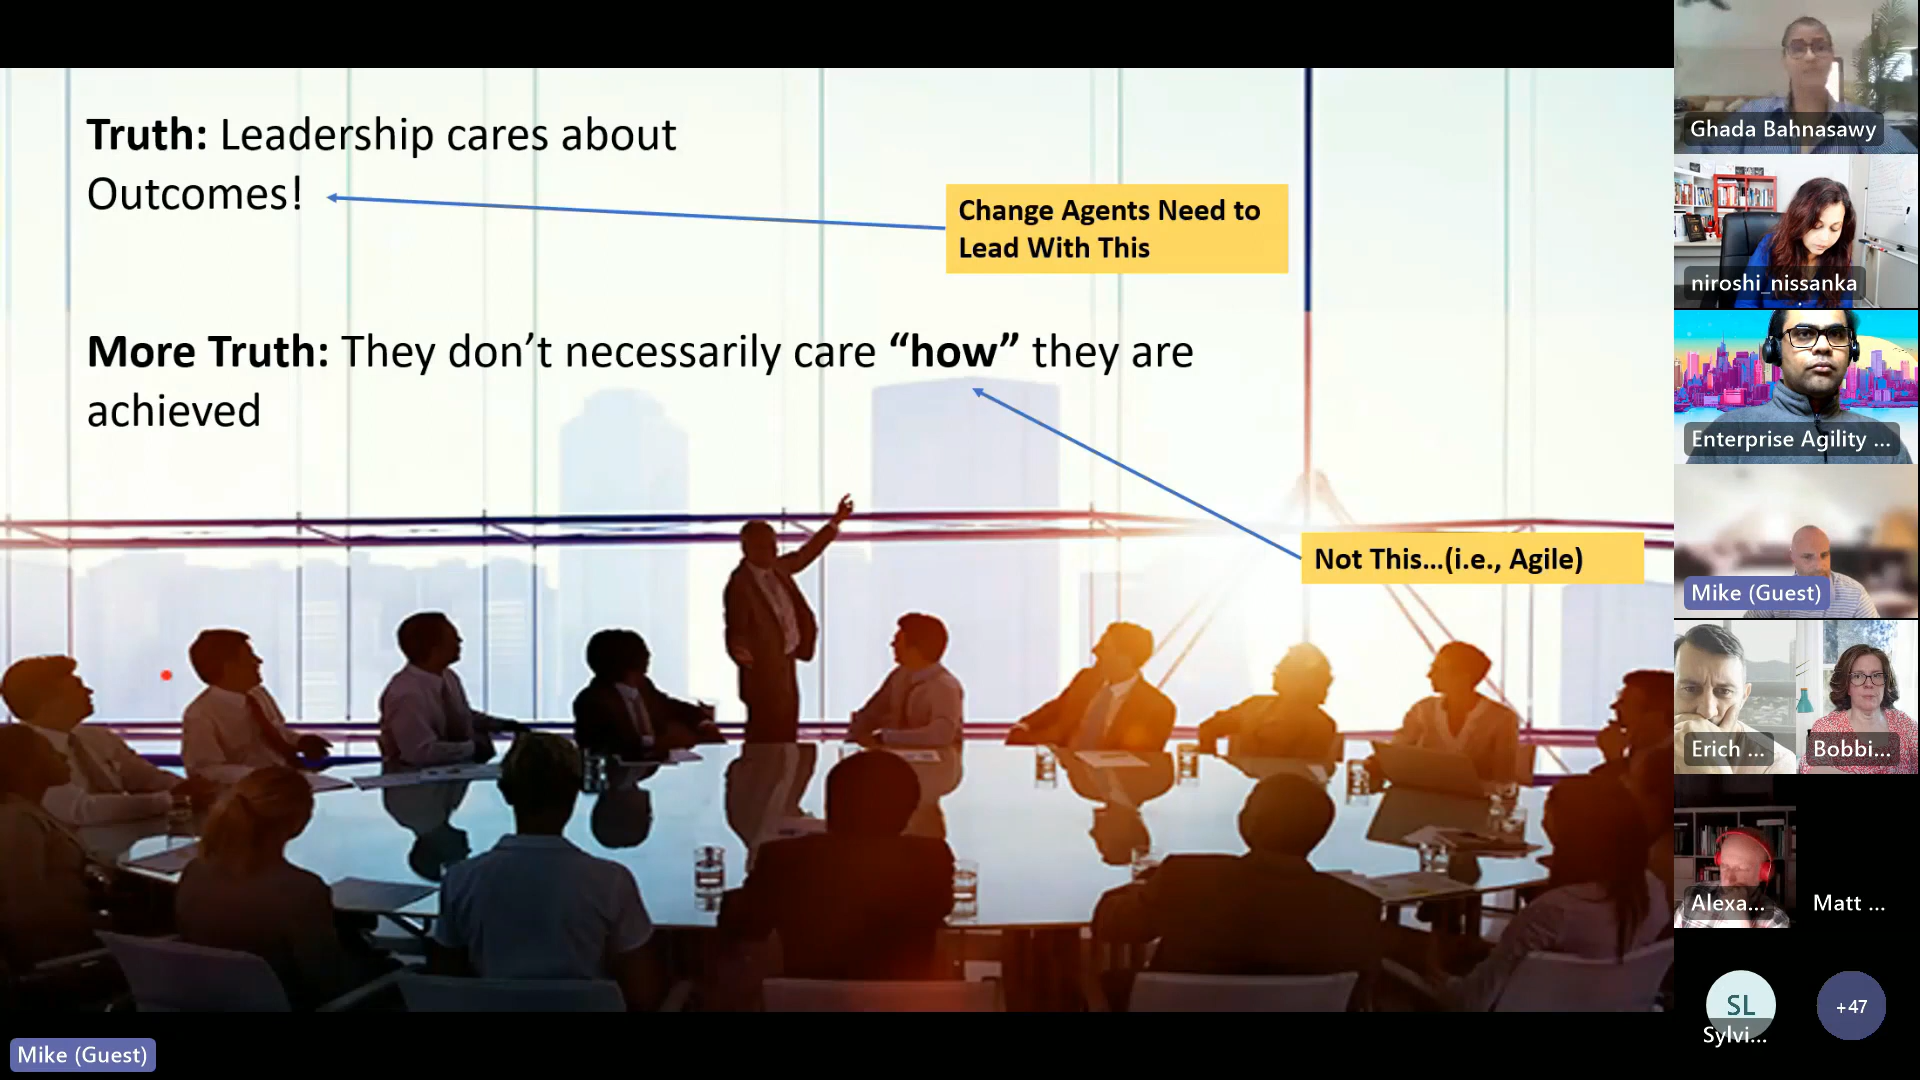 Truth: Leadership cares about
Outcomes!
Change Agents Need to
Lead With This
More Truth: They don’t necessarily care “how” they are
achieved
Not This...(i.e., Agile)
Mike (Guest)
Ghada Bahnasawy
niroshi_nissanka
Enterprise Agility ...
Mike (Guest)
Erich ...
Bobbi...
Alexa...
Matt ...
SL
Sylvi...
+47